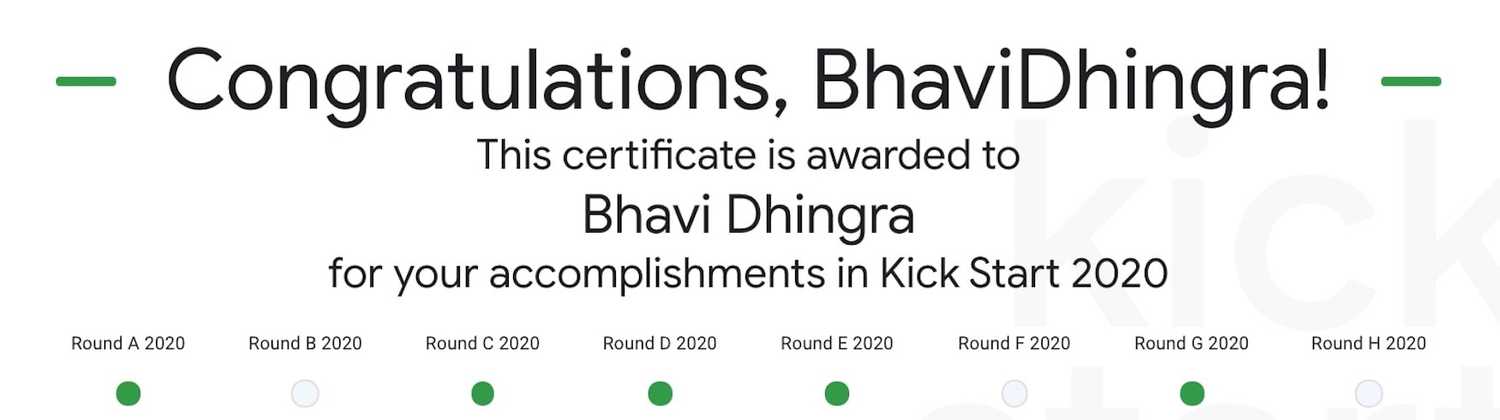 Congratulations, BhaviDhingra!
This certificate is awarded to
Bhavi Dhingra
for your accomplishments in Kick Start 2020
Round A 2020 Round B 2020 Round C 2020 Round D 2020 Round E 2020 Round F 2020 Round G 2020 Round H 2020
kick
start